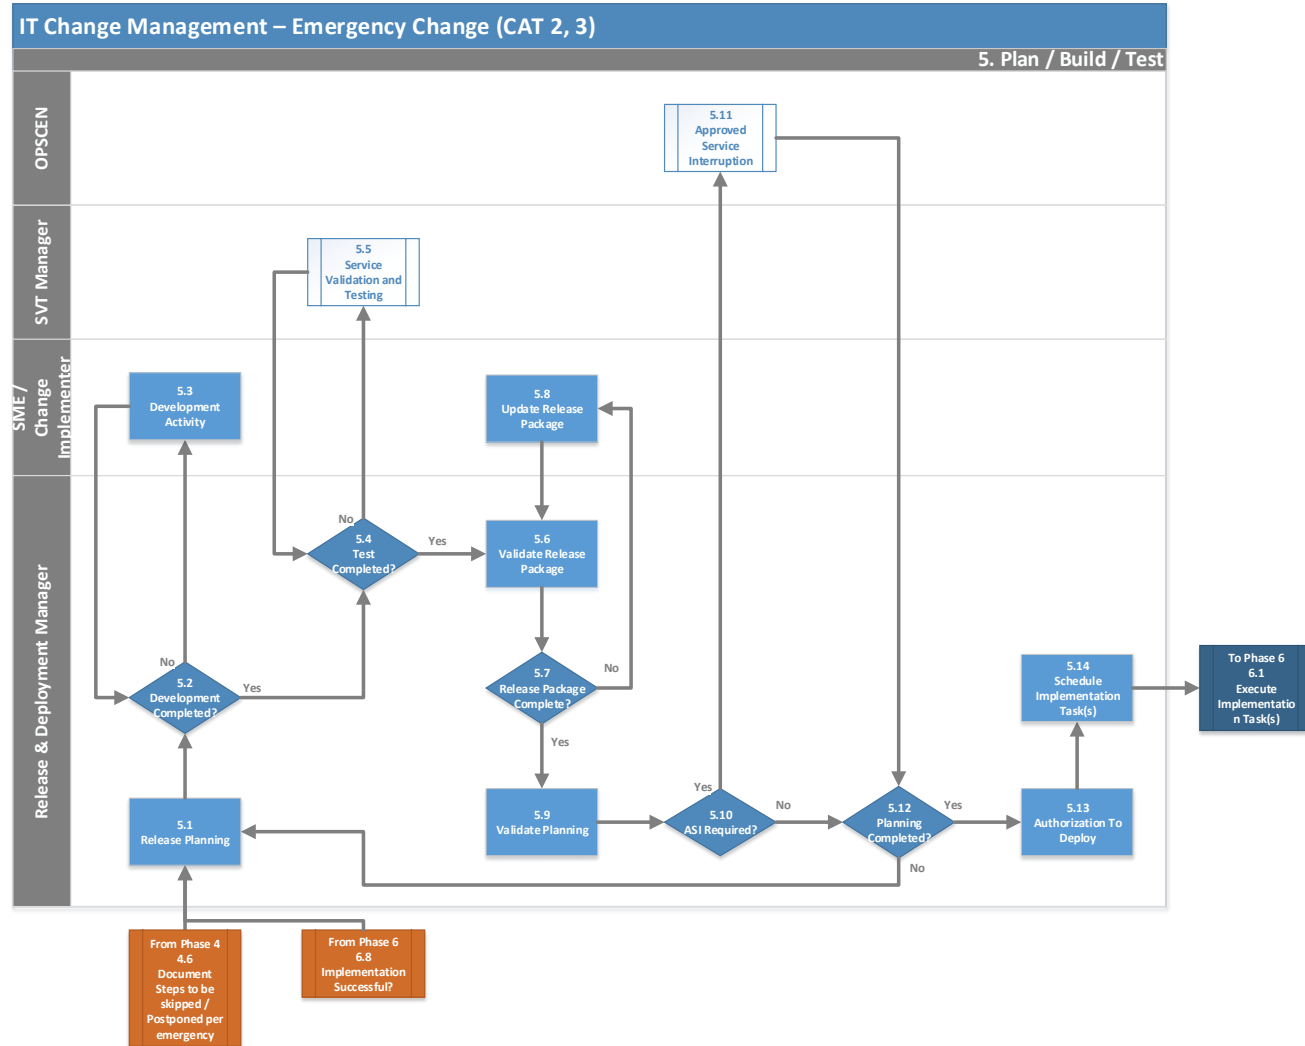 IT Change Management – Emergency Change (CAT 2, 3)
5. Plan / Build / Test
OPSCEN
5.11
Approved
Service
Interruption
SVT Manager
5.5
Service
Validation and
Testing
SME /
Change
Implementer
5.3
Development
Activity
5.8
Update Release
Package
Release & Deployment Manager
No
5.4
Test
Completed?
Yes
5.6
Validate Release
Package
No
5.2
Development
Completed?
Yes
5.7
Release Package
Complete?
No
Yes
5.14
Schedule
Implementation
Task(s)
To Phase 6
6.1
Execute
Implementatio
n Task(s)
5.1
Release Planning
5.9
Validate Planning
Yes
5.10
ASI Required?
No
5.12
Planning
Completed?
Yes
No
5.13
Authorization To
Deploy
From Phase 4
4.6
Document
Steps to be
skipped /
Postponed per
emergency
From Phase 6
6.8
Implementation
Successful?